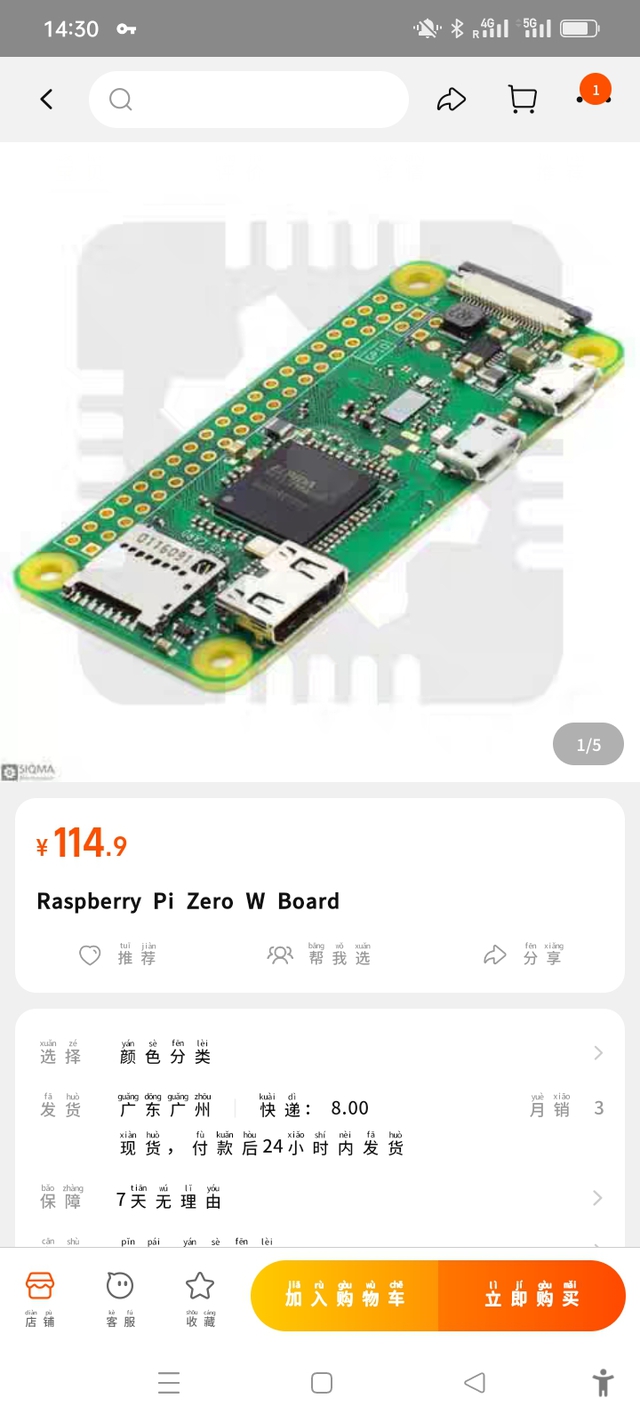 14:30
4G
R
5G
1
GPIO
0116091
1/5
SIQMA
¥114.9
Raspberry Pi Zero W Board
tuī jiàn
推荐
bāng wǒ xuǎn
帮我选
fēn xiǎng
分享
xuǎn zé
选择
yán sè fēn lèi
颜色分类
fā huò
发货
guǎng dōng guǎng zhōu
广东广州
kuài dì
快递: 8.00
yuè xiāo
月销 3
xiàn huò fù kuǎn hòu xiǎo shí nèi fā huò
现货，付款后24小时内发货
bǎo zhàng
保障
tiān wú lǐ yóu
7天无理由
cān shù
pǐn pái yán sè fēn lèi
jiā rù gòu wù chē
加入购物车
lì jí gòu mǎi
立即购买
diàn pù
店铺
kè fú
客服
shōu cáng
收藏